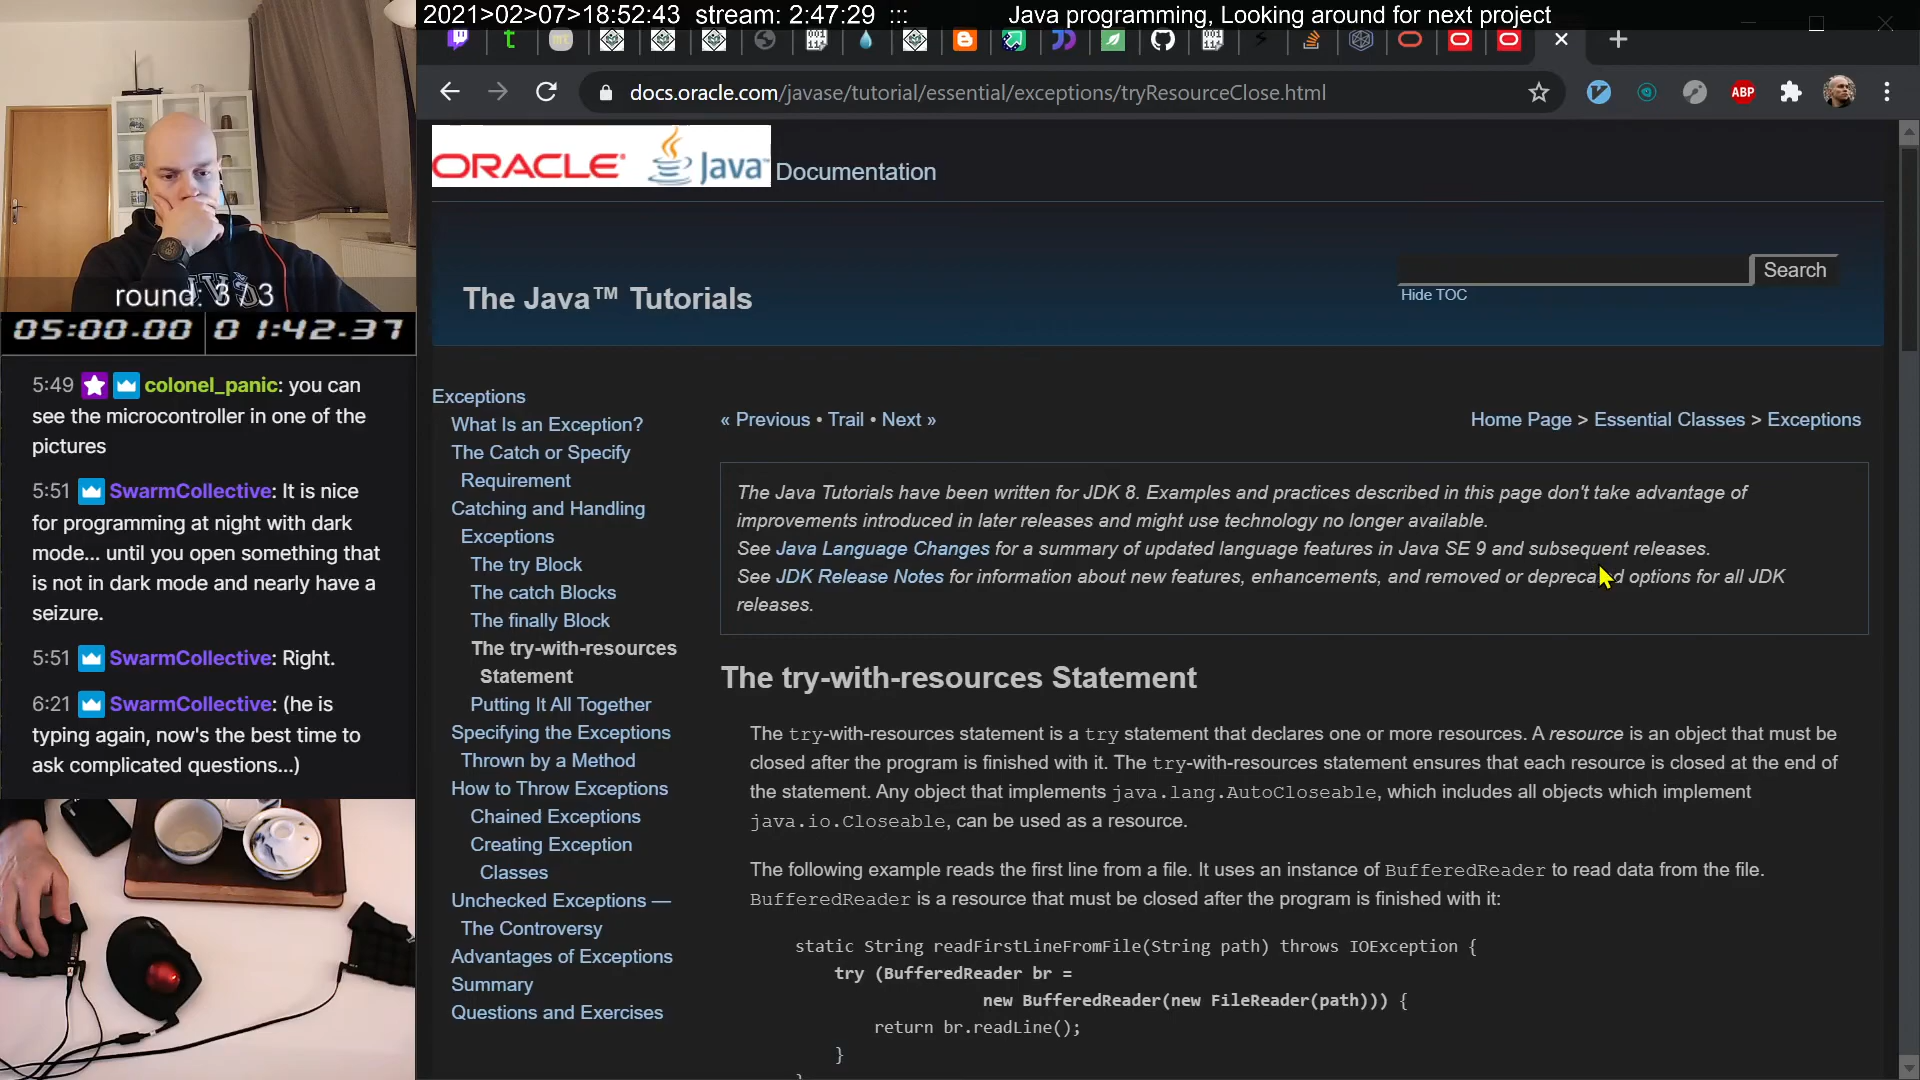 2021>02>07>18:52:43 stream: 2:47:29 ::: Java programming, Looking around for next project
docs.oracle.com/javase/tutorial/essential/exceptions/tryResourceClose.html
ABP
ORACLE Java™ Documentation
The Java™ Tutorials
Search
Hide TOC
round: 3 / 3
05:00.00 0 1:42.37
5:49 colonel_panic: you can
see the microcontroller in one of the
pictures
5:51 SwarmCollective: It is nice
for programming at night with dark
mode... until you open something that
is not in dark mode and nearly have a
seizure.
5:51 SwarmCollective: Right.
6:21 SwarmCollective: (he is
typing again, now's the best time to
ask complicated questions...)
Exceptions
What Is an Exception?
The Catch or Specify
Requirement
Catching and Handling
Exceptions
The try Block
The catch Blocks
The finally Block
The try-with-resources
Statement
Putting It All Together
Specifying the Exceptions
Thrown by a Method
How to Throw Exceptions
Chained Exceptions
Creating Exception
Classes
Unchecked Exceptions —
The Controversy
Advantages of Exceptions
Summary
Questions and Exercises
« Previous • Trail • Next »
Home Page > Essential Classes > Exceptions
The Java Tutorials have been written for JDK 8. Examples and practices described in this page don't take advantage of
improvements introduced in later releases and might use technology no longer available.
See Java Language Changes for a summary of updated language features in Java SE 9 and subsequent releases.
See JDK Release Notes for information about new features, enhancements, and removed or deprecated options for all JDK
releases.
The try-with-resources Statement
The try-with-resources statement is a try statement that declares one or more resources. A resource is an object that must be
closed after the program is finished with it. The try-with-resources statement ensures that each resource is closed at the end of
the statement. Any object that implements java.lang.AutoCloseable, which includes all objects which implement
java.io.Closeable, can be used as a resource.
The following example reads the first line from a file. It uses an instance of BufferedReader to read data from the file.
BufferedReader is a resource that must be closed after the program is finished with it:
static String readFirstLineFromFile(String path) throws IOException {
try (BufferedReader br =
new BufferedReader(new FileReader(path))) {
return br.readLine();
}